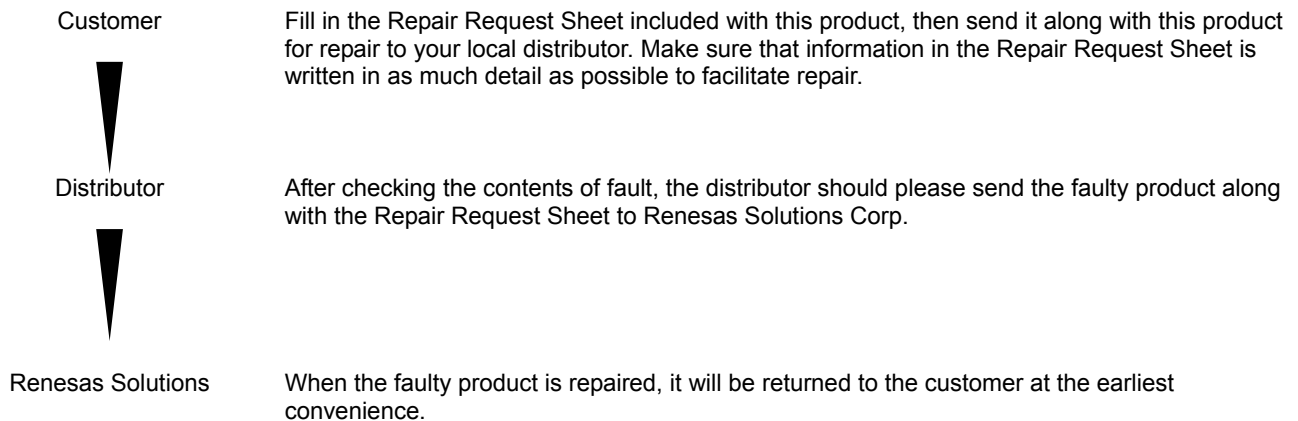 Customer
Fill in the Repair Request Sheet included with this product, then send it along with this product
for repair to your local distributor. Make sure that information in the Repair Request Sheet is
written in as much detail as possible to facilitate repair.
Distributor
After checking the contents of fault, the distributor should please send the faulty product along
with the Repair Request Sheet to Renesas Solutions Corp.
Renesas Solutions
When the faulty product is repaired, it will be returned to the customer at the earliest
convenience.